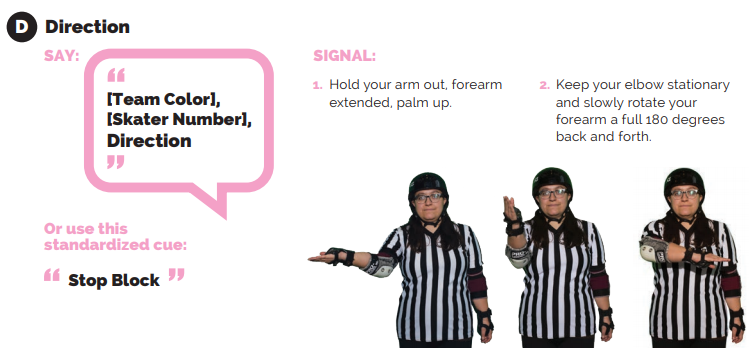 D Direction
SAY:
“
[Team Color],
[Skater Number],
Direction
”
Or use this
standardized cue:
“ Stop Block ”
SIGNAL:
1. Hold your arm out, forearm
extended, palm up.
2. Keep your elbow stationary
and slowly rotate your
forearm a full 180 degrees
back and forth.